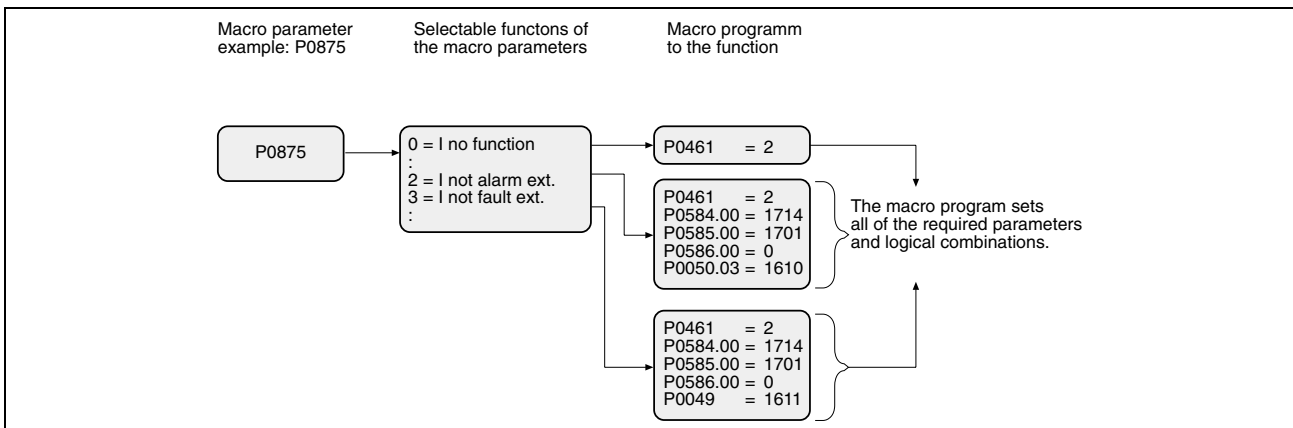 Macro parameter
example: P0875
Selectable functons of
the macro parameters
Macro programm
to the function
P0875
0 = I no function
:
2 = I not alarm ext.
3 = I not fault ext.
:
P0461 = 2
P0461 = 2
P0584.00 = 1714
P0585.00 = 1701
P0586.00 = 0
P0050.03 = 1610
The macro program sets
all of the required parameters
and logical combinations.
P0461 = 2
P0584.00 = 1714
P0585.00 = 1701
P0586.00 = 0
P0049 = 1611